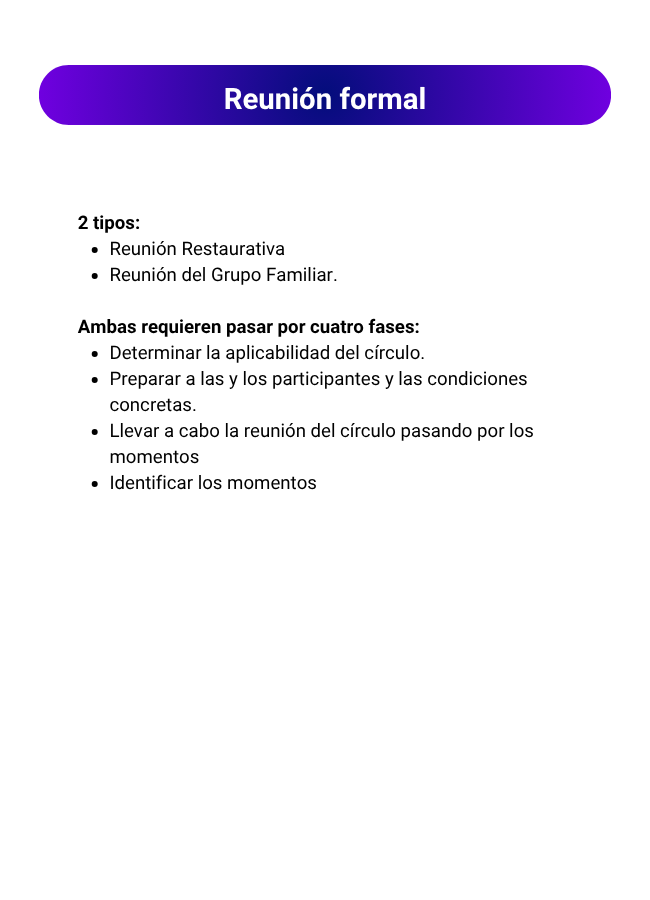 Reunión formal
2 tipos:
• Reunión Restaurativa
• Reunión del Grupo Familiar.
Ambas requieren pasar por cuatro fases:
• Determinar la aplicabilidad del círculo.
• Preparar a las y los participantes y las condiciones
concretas.
• Llevar a cabo la reunión del círculo pasando por los
momentos
• Identificar los momentos